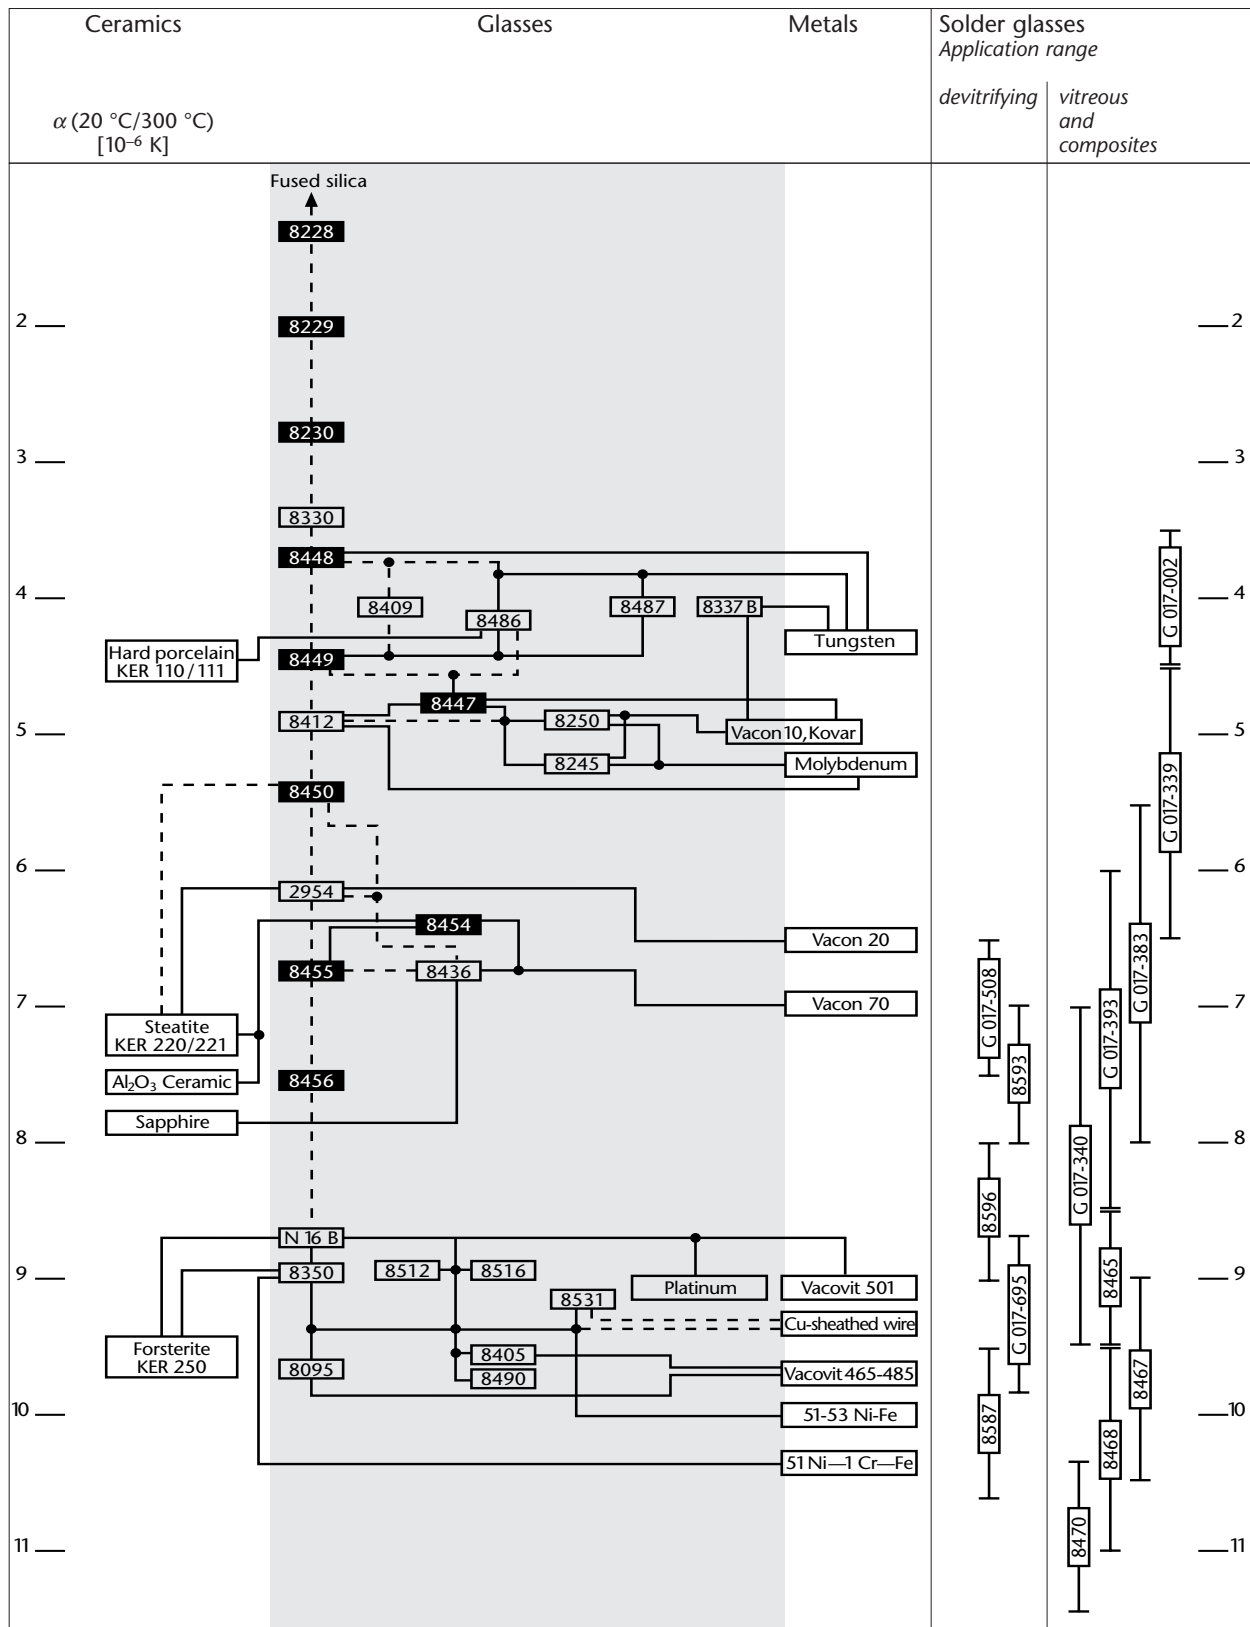 Ceramics
Glasses
Metals
Solder glasses
Application range
devitrifying
vitreous
and
composites
α (20 °C/300 °C)
[10–6 K]
Fused silica
8228
2
8229
2
8230
3
3
8330
8448
G 017-002
4
8409
8486
8487
8337 B
4
Tungsten
Hard porcelain
KER 110/111
8449
8447
8412
8250
5
Vacon 10, Kovar
5
8245
Molybdenum
8450
G 017-339
6
2954
6
8454
Vacon 20
8455
8436
G 017-383
7
Vacon 70
G 017-508
G 017-393
7
Steatite
KER 220/221
8593
Al2O3 Ceramic
8456
Sapphire
8
8
G 017-340
8596
N 16 B
8350
8512
8516
9
Platinum
Vacovit 501
8465
9
8531
Cu-sheathed wire
G 017-695
Forsterite
KER 250
8405
8095
8490
Vacovit 465-485
8467
10
51-53 Ni-Fe
8587
8468
10
51 Ni—1 Cr—Fe
11
8470
11